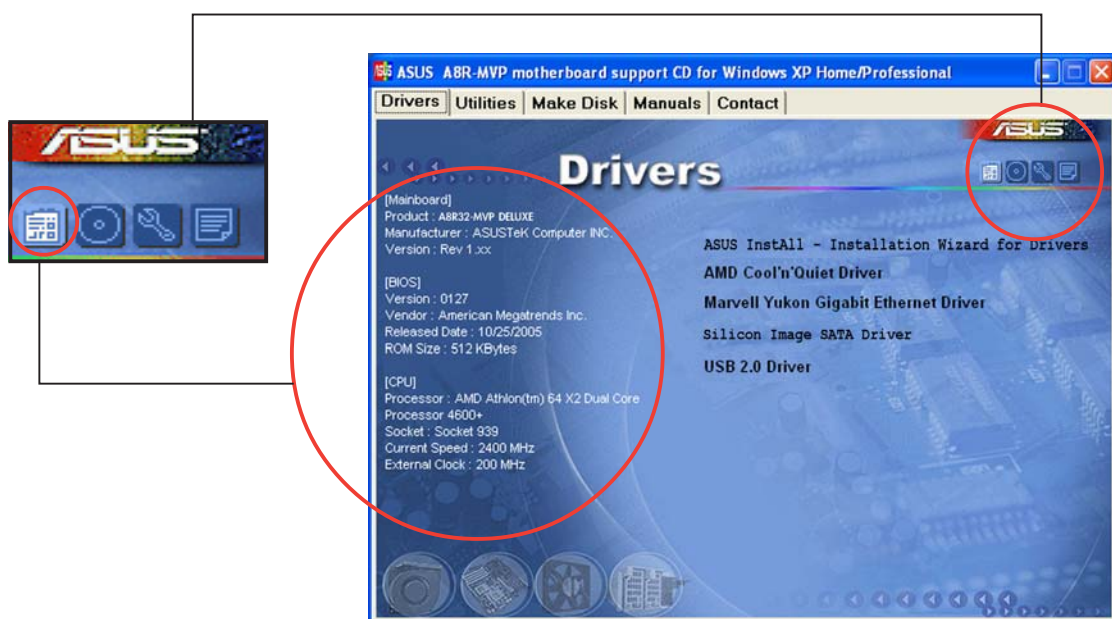 ASUS A8R-MVP motherboard support CD for Windows XP Home/Professional
Drivers Utilities Make Disk Manuals Contact
ASUS
ASUS
Drivers
[Mainboard]
Product : A8R32-MVP DELUXE
Manufacturer : ASUSTeK Computer INC.
Version : Rev 1.xx
[BIOS]
Version : 0127
Vendor : American Megatrends Inc.
Released Date : 10/25/2005
ROM Size : 512 KBytes
[CPU]
Processor : AMD Athlon(tm) 64 X2 Dual Core
Processor 4600+
Socket : Socket 939
Current Speed : 2400 MHz
External Clock : 200 MHz
ASUS InstAll - Installation Wizard for Drivers
AMD Cool'n'Quiet Driver
Marvell Yukon Gigabit Ethernet Driver
Silicon Image SATA Driver
USB 2.0 Driver